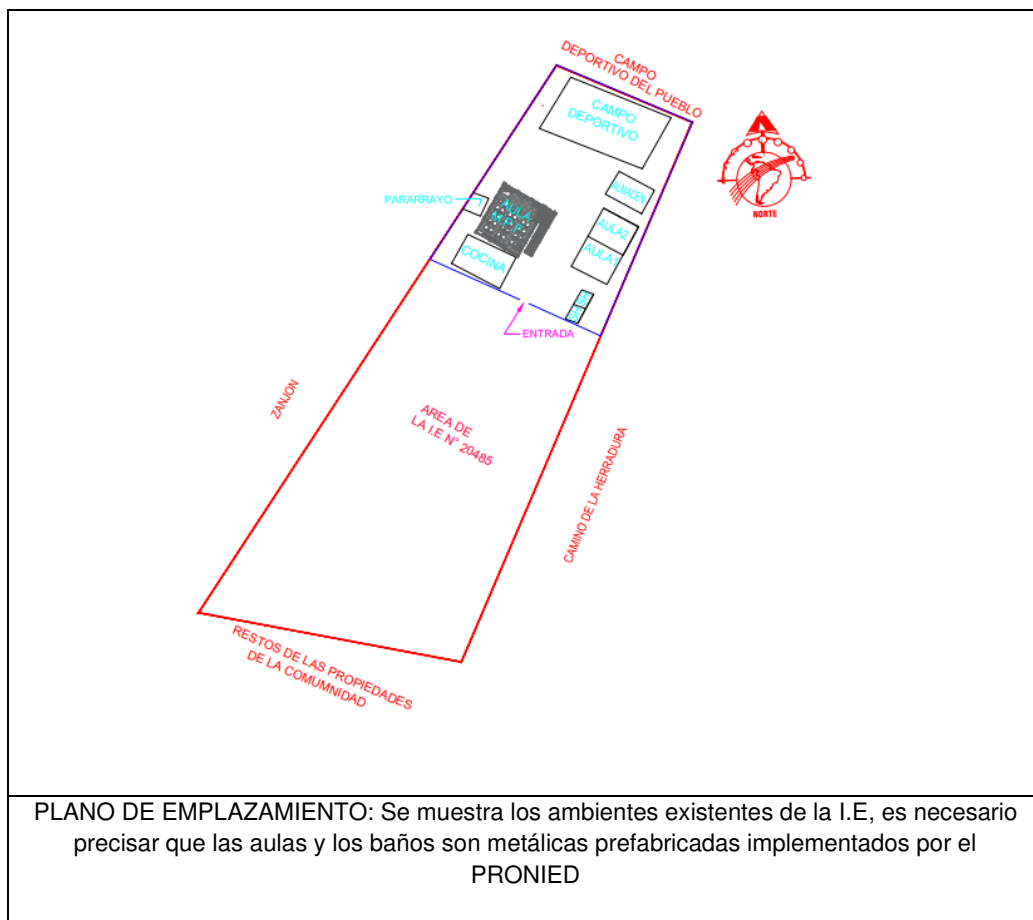 CAMPO
DEPORTIVO DEL PUEBLO
CAMPO
DEPORTIVO
ALMACEN
PARARRAYO
AULA
M.P.P
AULA2
AULA1
COCINA
SH
SH
ENTRADA
NORTE
ZANJON
AREA DE
LA I.E N° 20485
CAMINO DE LA HERRADURA
RESTOS DE LAS PROPIEDADES
DE LA COMUMNIDAD
PLANO DE EMPLAZAMIENTO: Se muestra los ambientes existentes de la I.E, es necesario
precisar que las aulas y los baños son metálicas prefabricadas implementados por el
PRONIED